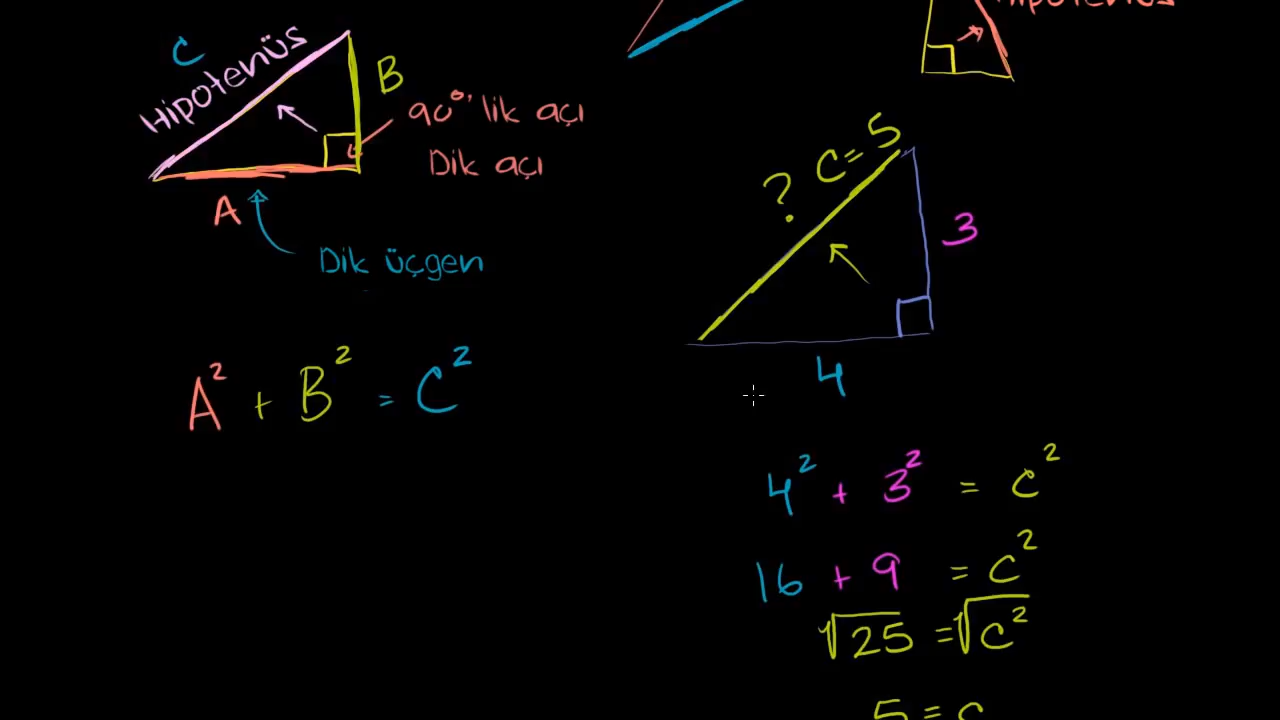 Hipotenüs
C
Hipotenüs
B
90°'lik açı
Dik açı
A
Dik üçgen
A² + B² = C²
? C = 5
3
4
4² + 3² = C²
16 + 9 = C²
√25 = √C²
5 = C